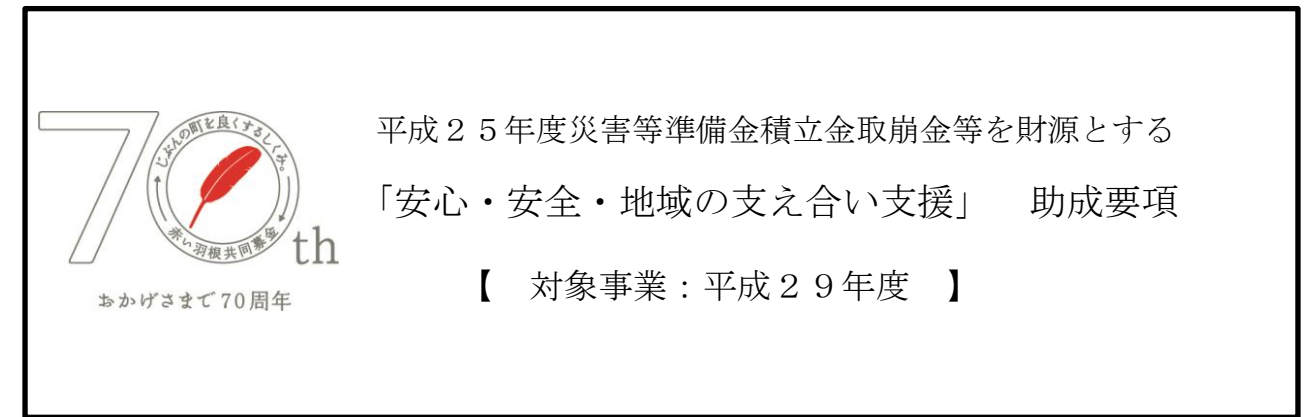 70th
じぶんの町を良くするしくみ。
赤い羽根共同募金
おかげさまで70周年
平成２５年度災害等準備金積立金取崩金等を財源とする
「安心・安全・地域の支え合い支援」　助成要項
【　対象事業：平成２９年度　】